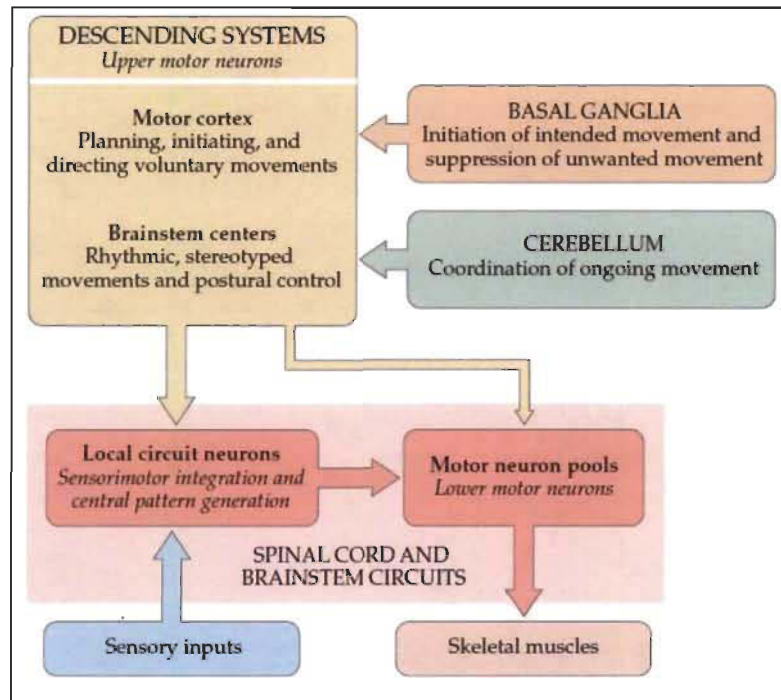 DESCENDING SYSTEMS
Upper motor neurons
Motor cortex
Planning, initiating, and
directing voluntary movements
Brainstem centers
Rhythmic, stereotyped
movements and postural control
BASAL GANGLIA
Initiation of intended movement and
suppression of unwanted movement
CEREBELLUM
Coordination of ongoing movement
Local circuit neurons
Sensorimotor integration and
central pattern generation
Motor neuron pools
Lower motor neurons
SPINAL CORD AND
BRAINSTEM CIRCUITS
Sensory inputs
Skeletal muscles